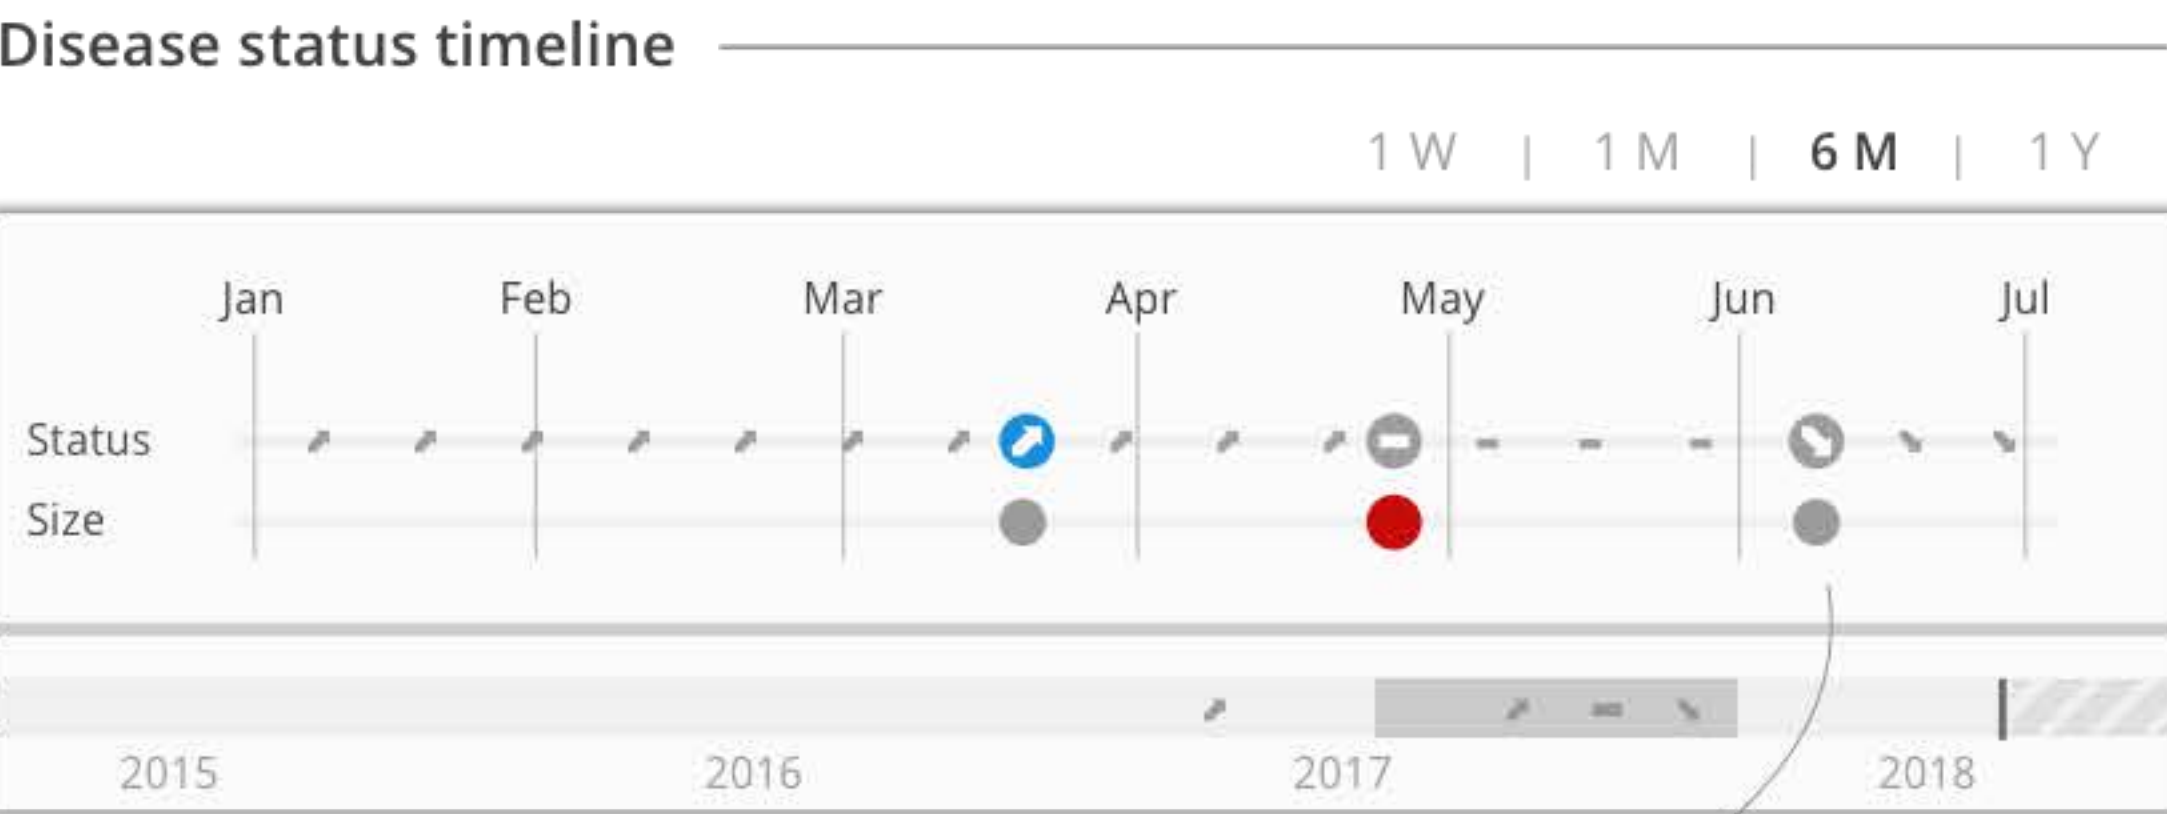 Disease status timeline
1 W | 1 M | 6 M | 1 Y
Jan Feb Mar Apr May Jun Jul
Status
Size
2015 2016 2017 2018